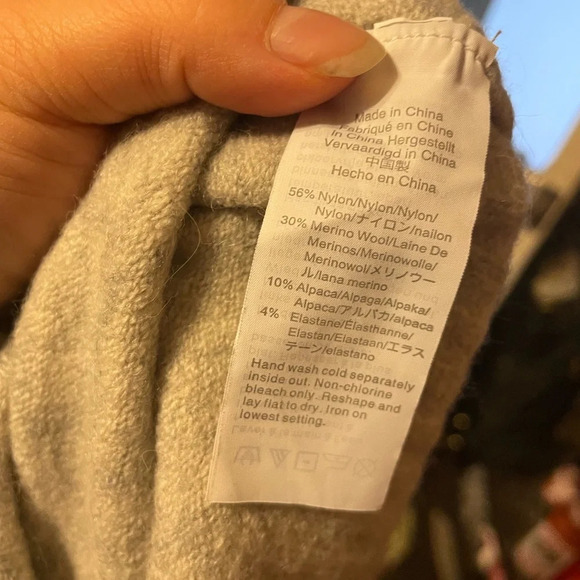 Made in China
Fabriqué en Chine
In China Hergestellt
Vervaardigd in China
中国製
Hecho en China
56% Nylon/Nylon/Nylon/
Nylon/ナイロン/nailon
30% Merino Wool/Laine De
Merinos/Merinowolle/
Merinowol/メリノウー
ル/lana merino
10% Alpaca/Alpaga/Alpaka/
Alpaca/アルパカ/alpaca
4% Elastane/Élasthanne/
Elastan/Elastaan/エラス
テーン/elastano
Hand wash cold separately
inside out. Non-chlorine
bleach only. Reshape and
lay flat to dry. Iron on
lowest setting.